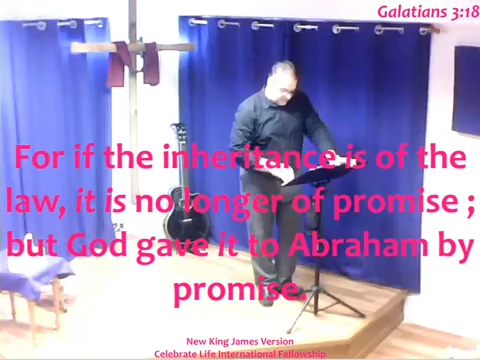 Galatians 3:18
For if the inheritance is of the
law, it is no longer of promise ;
but God gave it to Abraham by
promise.
New King James Version
Celebrate Life International Fellowship